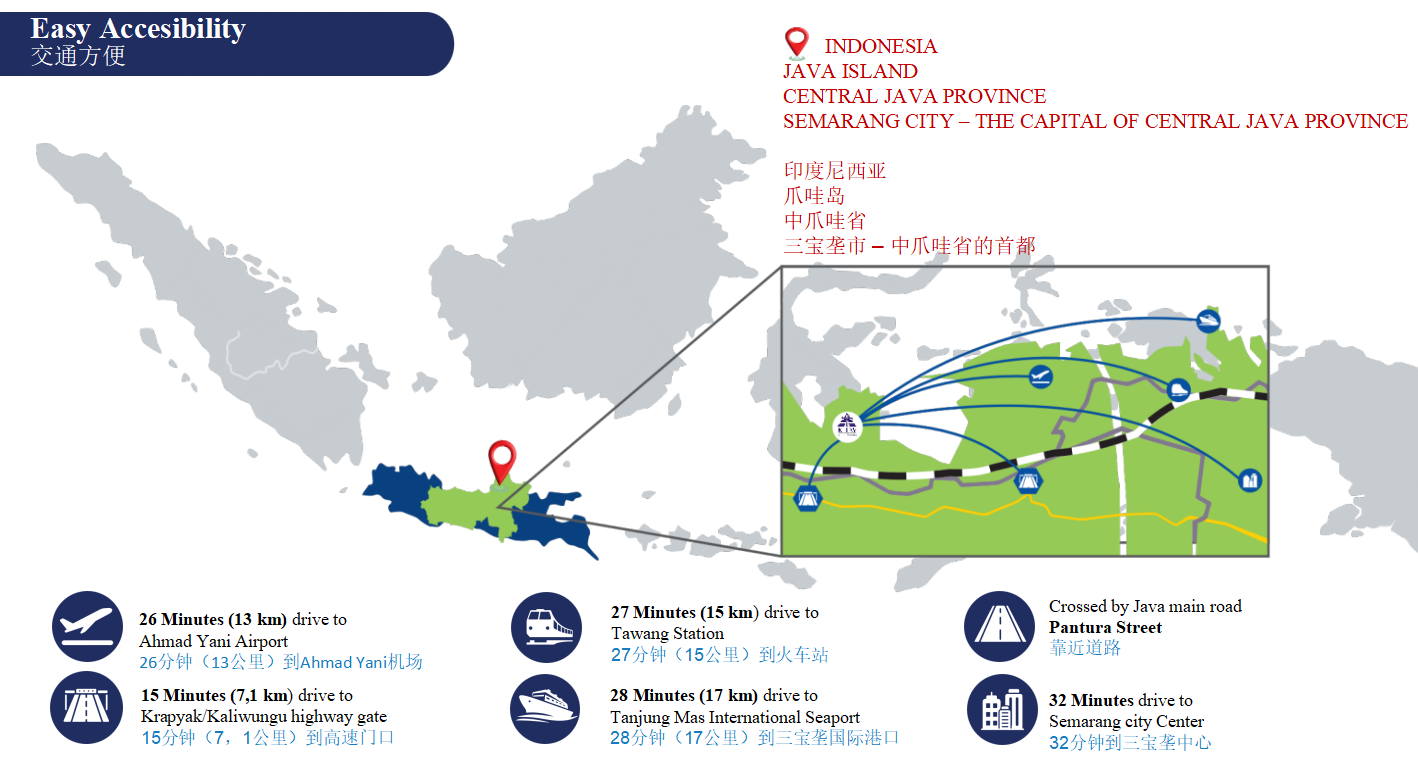 Easy Accesibility
交通方便
INDONESIA
JAVA ISLAND
CENTRAL JAVA PROVINCE
SEMARANG CITY – THE CAPITAL OF CENTRAL JAVA PROVINCE
印度尼西亚
爪哇岛
中爪哇省
三宝垄市 – 中爪哇省的首都
26 Minutes (13 km) drive to
Ahmad Yani Airport
26分钟（13公里）到Ahmad Yani机场
15 Minutes (7,1 km) drive to
Krapyak/Kaliwungu highway gate
15分钟（7，1公里）到高速门口
27 Minutes (15 km) drive to
Tawang Station
27分钟（15公里）到火车站
28 Minutes (17 km) drive to
Tanjung Mas International Seaport
28分钟（17公里）到三宝垄国际港口
Crossed by Java main road
Pantura Street
靠近道路
32 Minutes drive to
Semarang city Center
32分钟到三宝垄中心